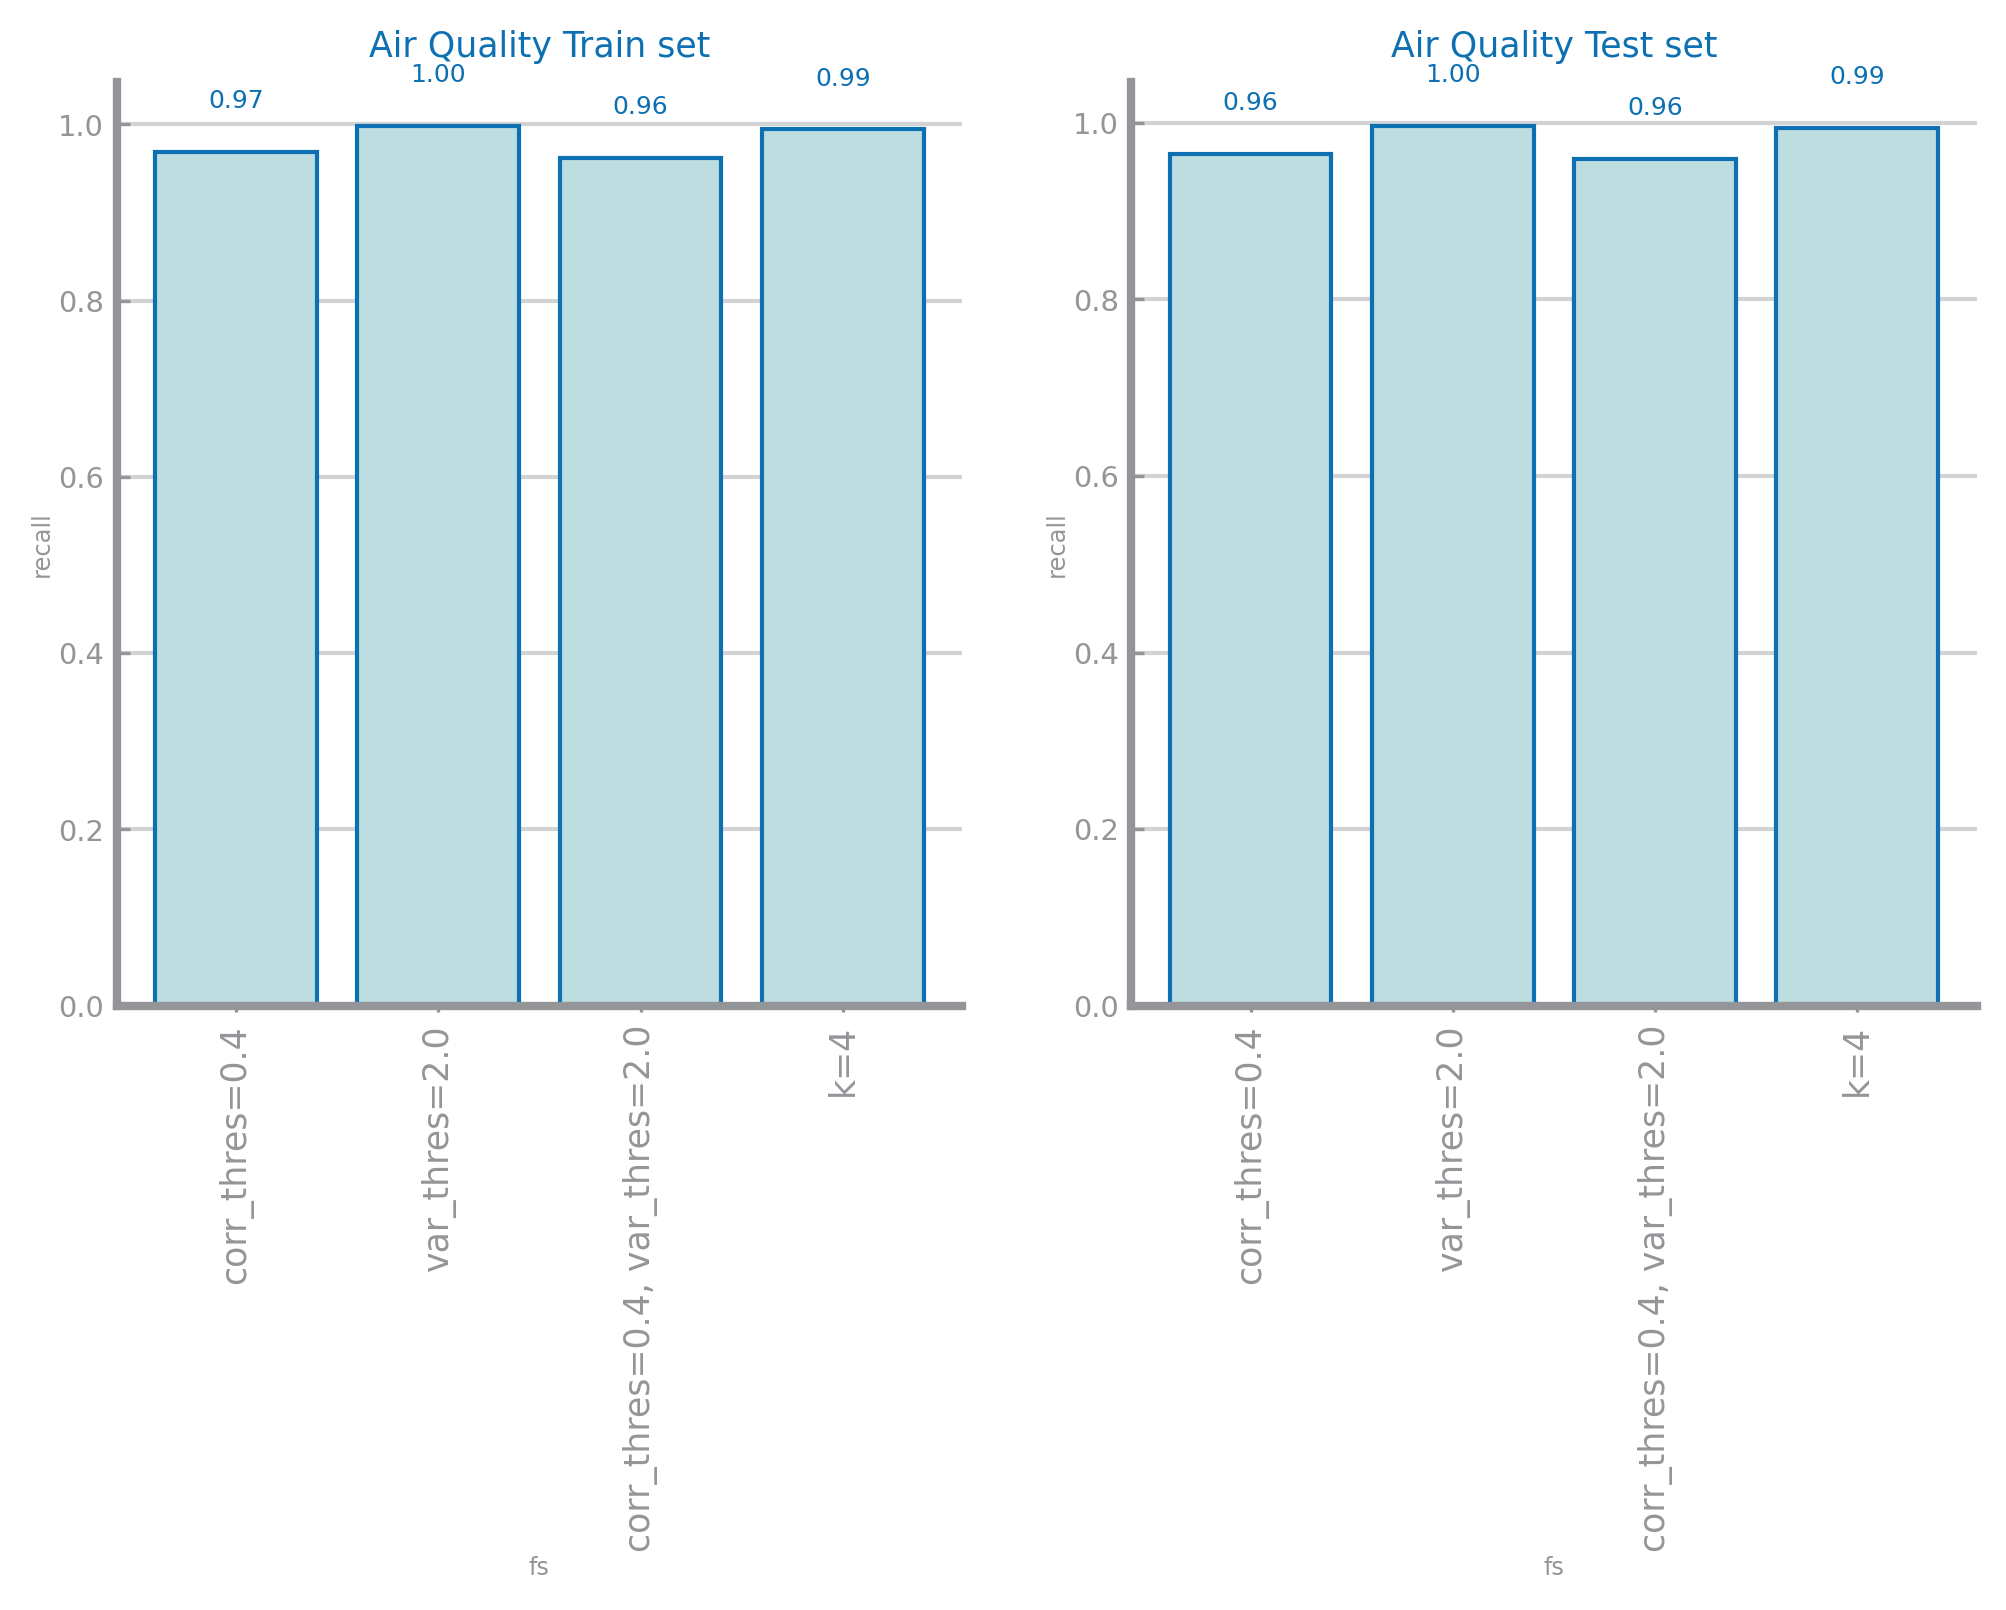 Air Quality Train set
1.00
0.99
0.97
0.96
1.0
0.8
0.6
0.4
0.2
0.0
recall
corr_thres=0.4
var_thres=2.0
corr_thres=0.4, var_thres=2.0
k=4
fs
Air Quality Test set
1.00
0.99
0.96
0.96
1.0
0.8
0.6
0.4
0.2
0.0
recall
corr_thres=0.4
var_thres=2.0
corr_thres=0.4, var_thres=2.0
k=4
fs